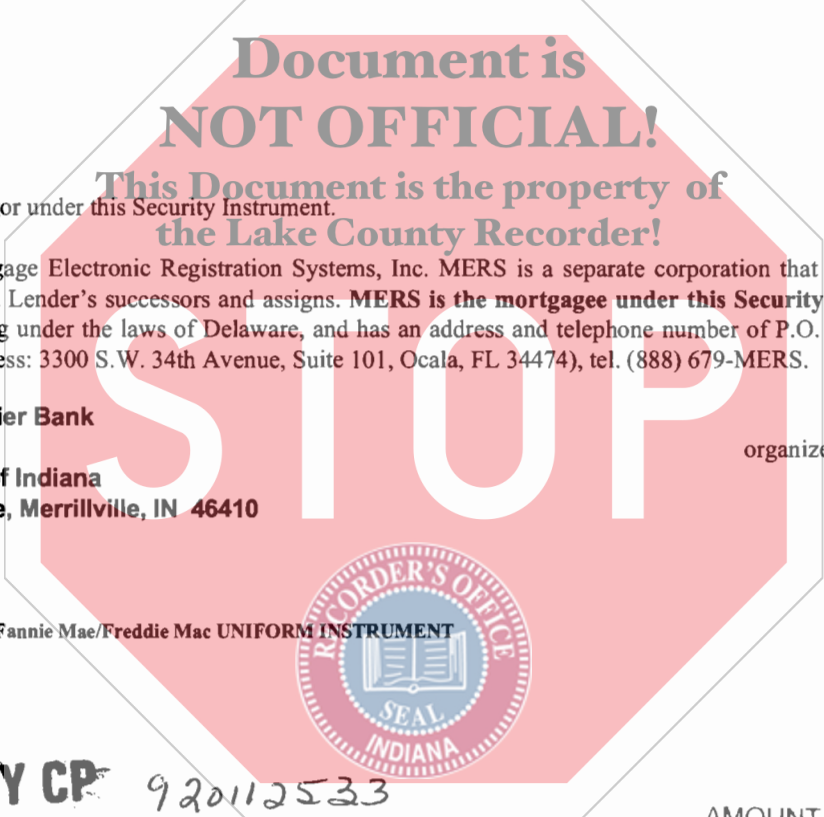 Document is
NOT OFFICIAL!
This Document is the property of
the Lake County Recorder!
or under this Security Instrument.
gage Electronic Registration Systems, Inc. MERS is a separate corporation that
Lender's successors and assigns. MERS is the mortgagee under this Security
g under the laws of Delaware, and has an address and telephone number of P.O.
ess: 3300 S.W. 34th Avenue, Suite 101, Ocala, FL 34474), tel. (888) 679-MERS.
STOP
ier Bank
organize
f Indiana
e, Merrillville, IN 46410
RECORDER'S OFFICE
SEAL
INDIANA
Fannie Mae/Freddie Mac UNIFORM INSTRUMENT
Y CP 920112533
AMOUNT